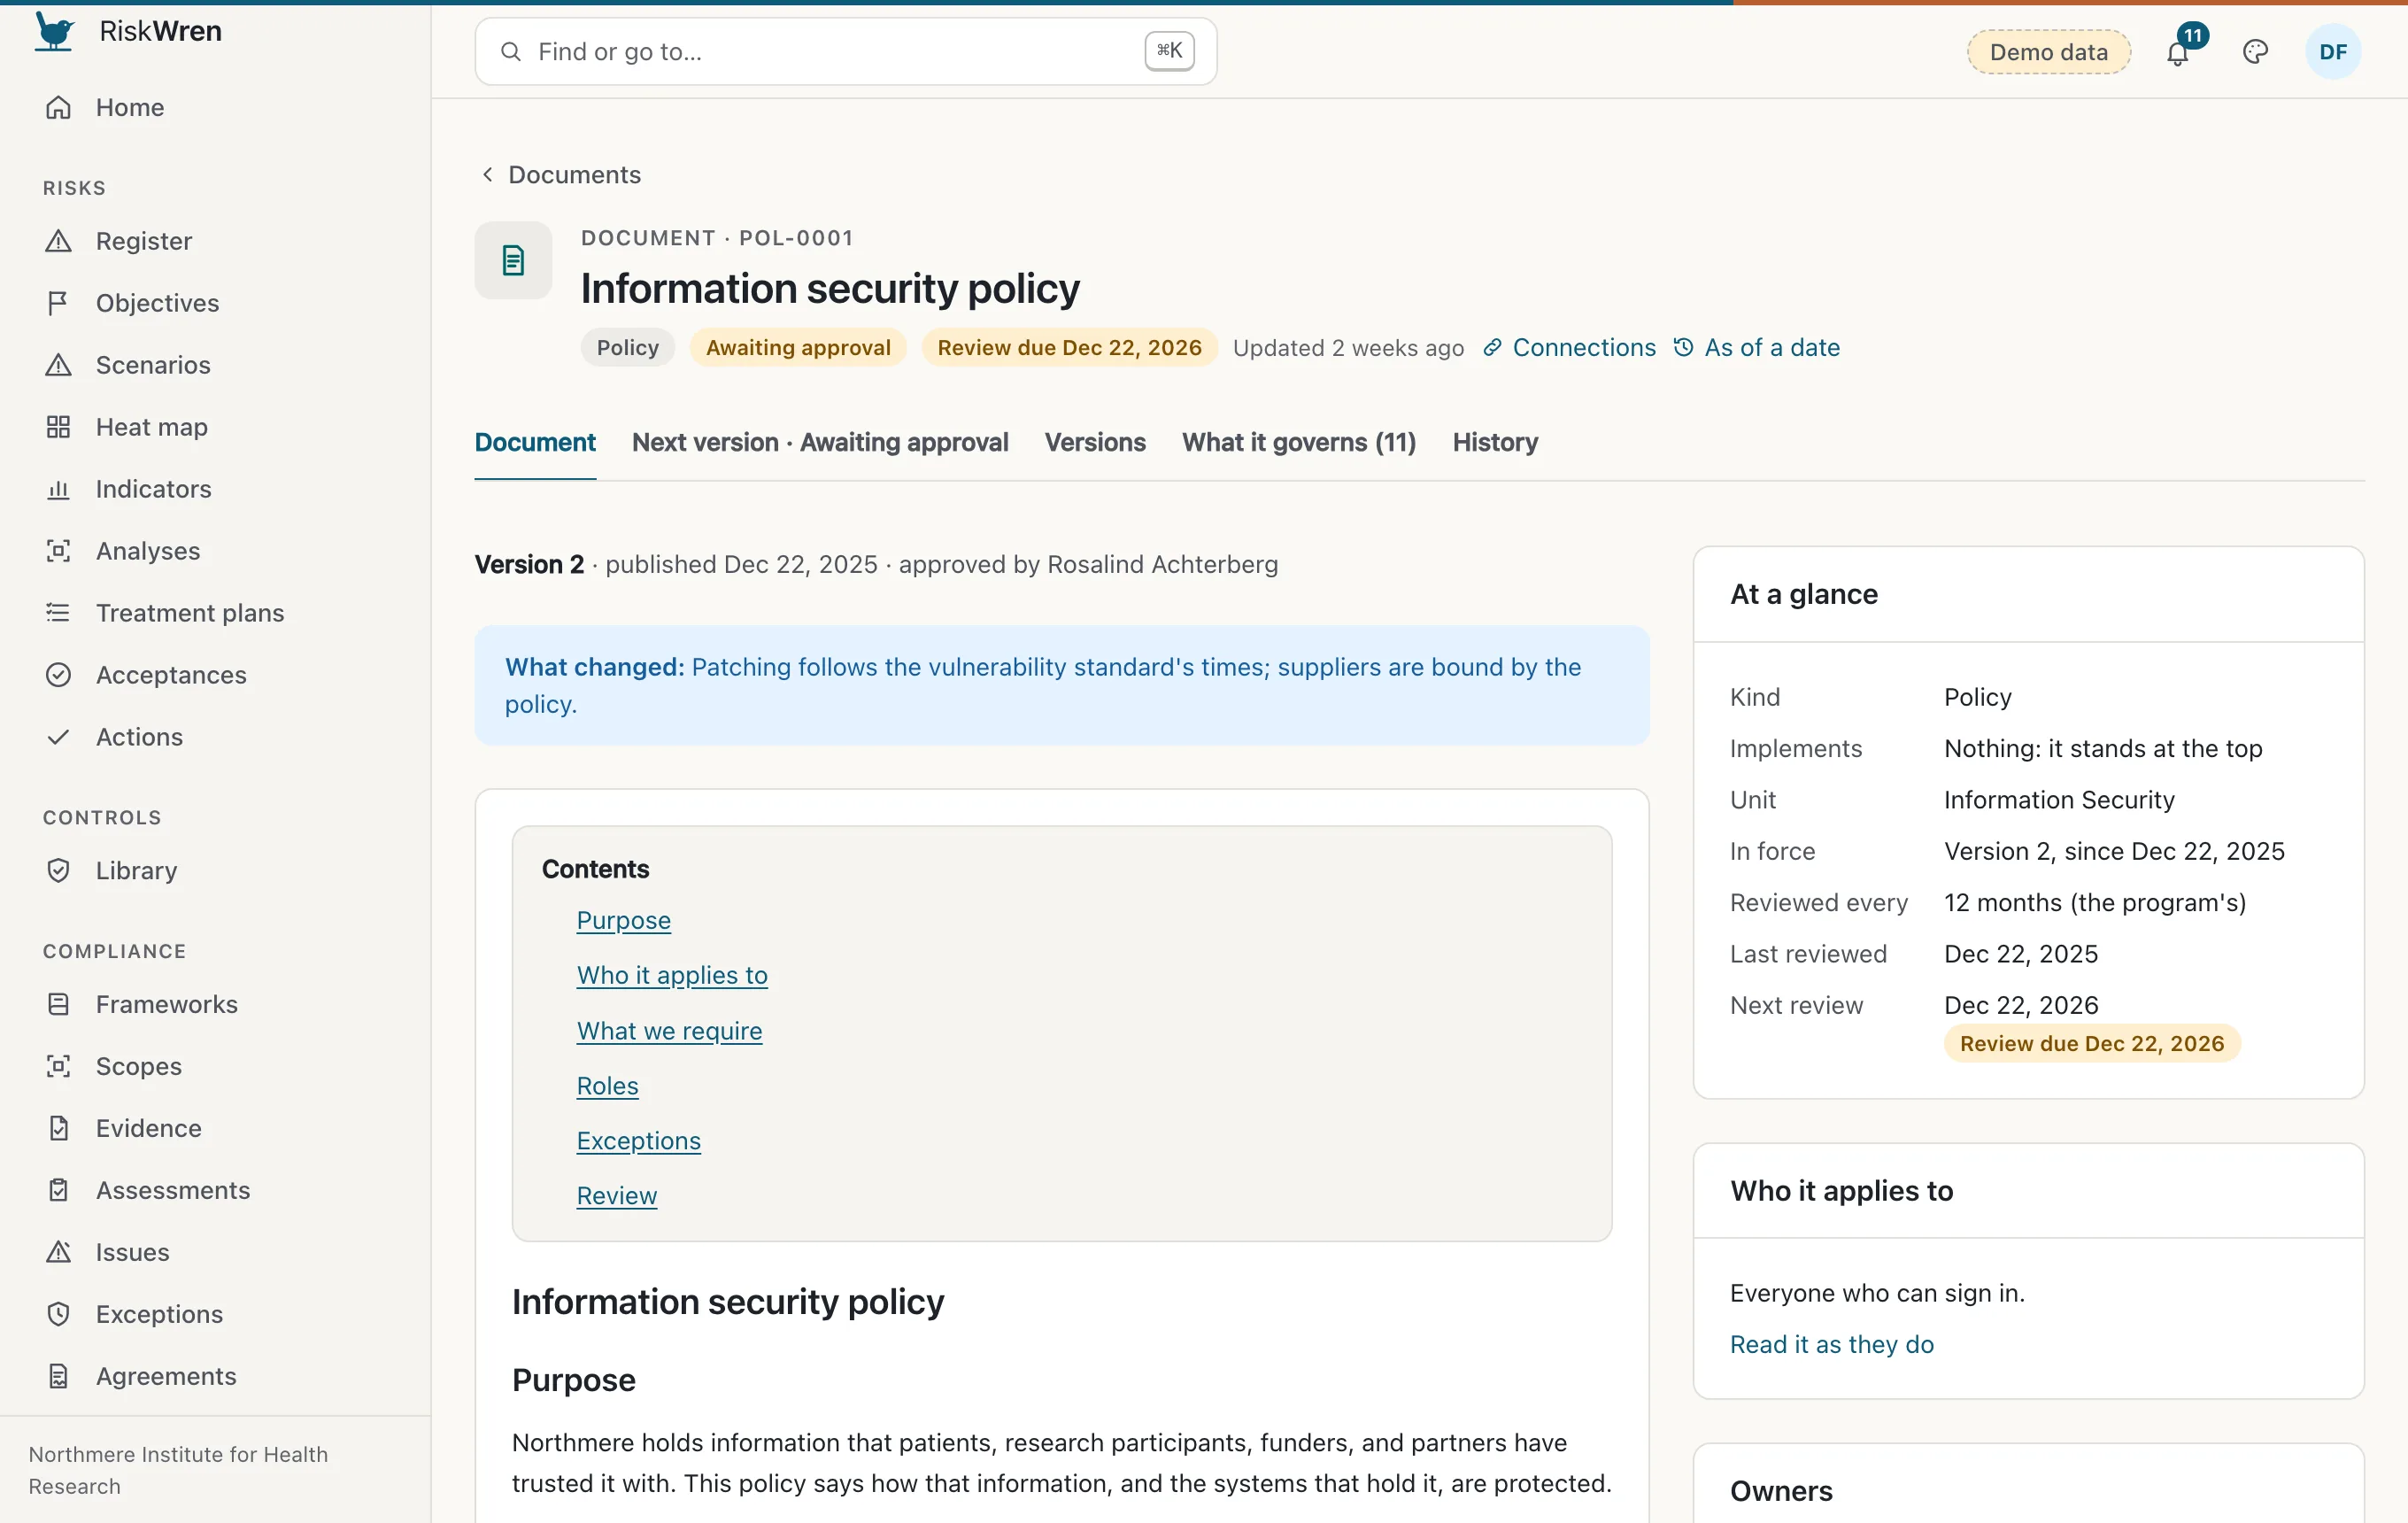 RiskWren
Find or go to...
⌘K
Demo data
11
DF
Home
RISKS
Register
Objectives
Scenarios
Heat map
Indicators
Analyses
Treatment plans
Acceptances
Actions
CONTROLS
Library
COMPLIANCE
Frameworks
Scopes
Evidence
Assessments
Issues
Exceptions
Agreements
Northmere Institute for Health
Research
Documents
DOCUMENT · POL-0001
Information security policy
Policy
Awaiting approval
Review due Dec 22, 2026
Updated 2 weeks ago
Connections
As of a date
Document
Next version · Awaiting approval
Versions
What it governs (11)
History
Version 2 · published Dec 22, 2025 · approved by Rosalind Achterberg
What changed: Patching follows the vulnerability standard's times; suppliers are bound by the
policy.
Contents
Purpose
Who it applies to
What we require
Roles
Exceptions
Review
Information security policy
Purpose
Northmere holds information that patients, research participants, funders, and partners have
trusted it with. This policy says how that information, and the systems that hold it, are protected.
At a glance
Kind Policy
Implements Nothing: it stands at the top
Unit Information Security
In force Version 2, since Dec 22, 2025
Reviewed every 12 months (the program's)
Last reviewed Dec 22, 2025
Next review Dec 22, 2026
Review due Dec 22, 2026
Who it applies to
Everyone who can sign in.
Read it as they do
Owners